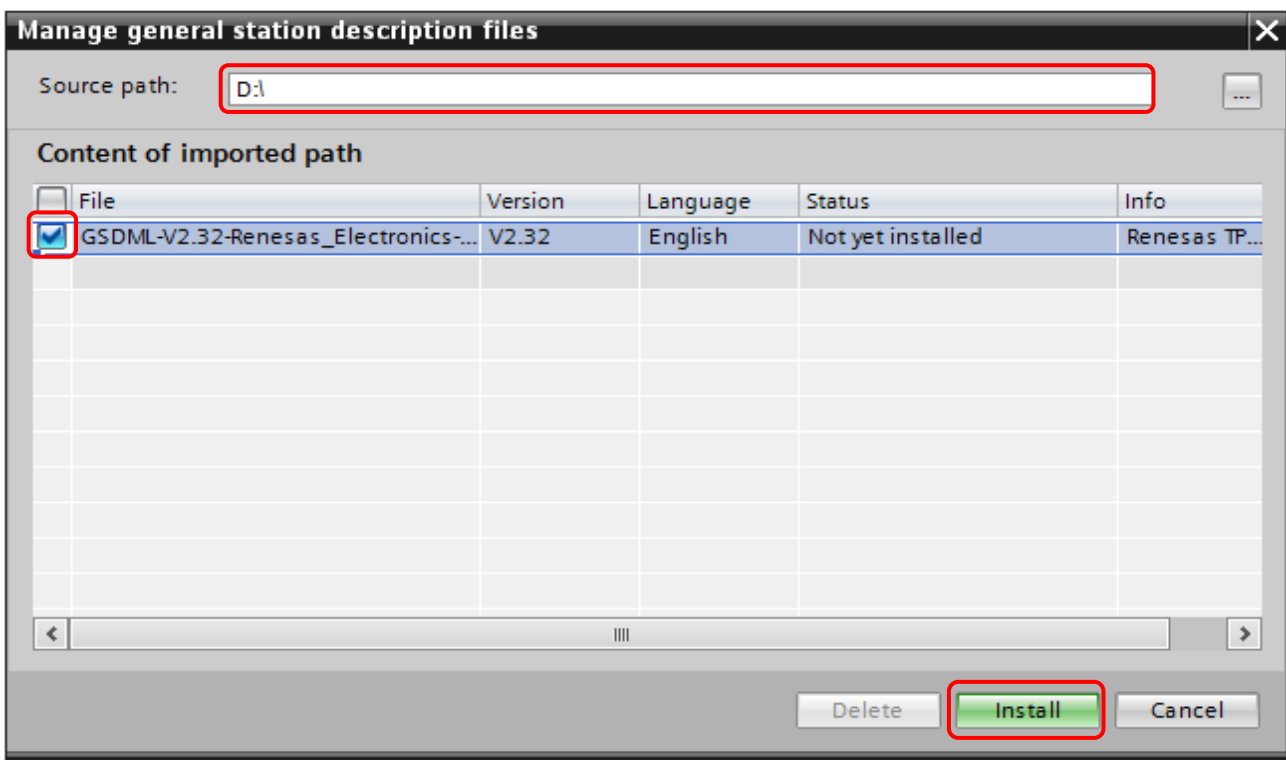 Manage general station description files
Source path: D:\ ...
Content of imported path
File Version Language Status Info
GSDML-V2.32-Renesas_Electronics-... V2.32 English Not yet installed Renesas TP...
Delete Install Cancel